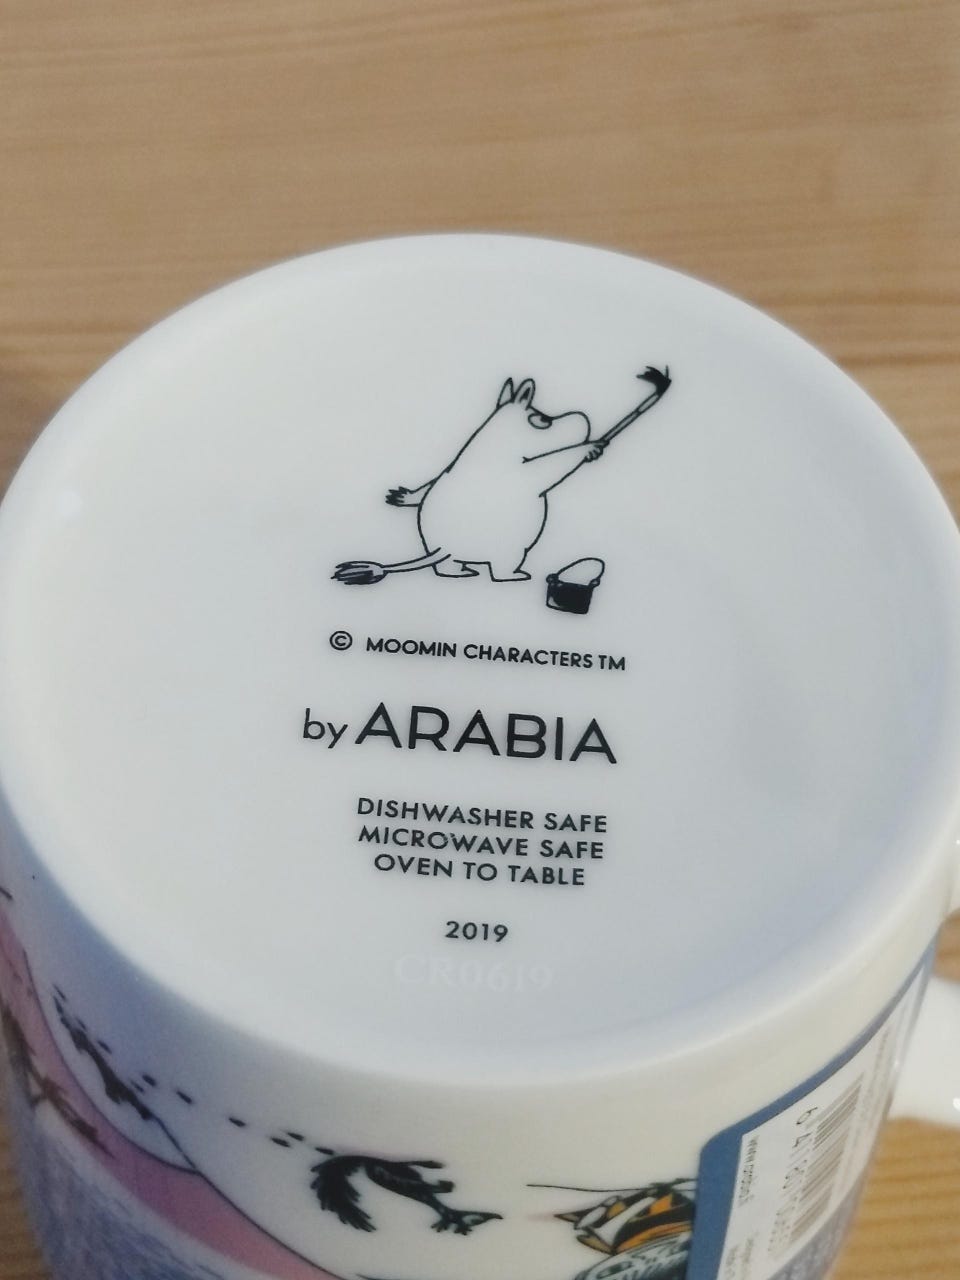 © MOOMIN CHARACTERS TM
by ARABIA
DISHWASHER SAFE
MICROWAVE SAFE
OVEN TO TABLE
2019
CR0619